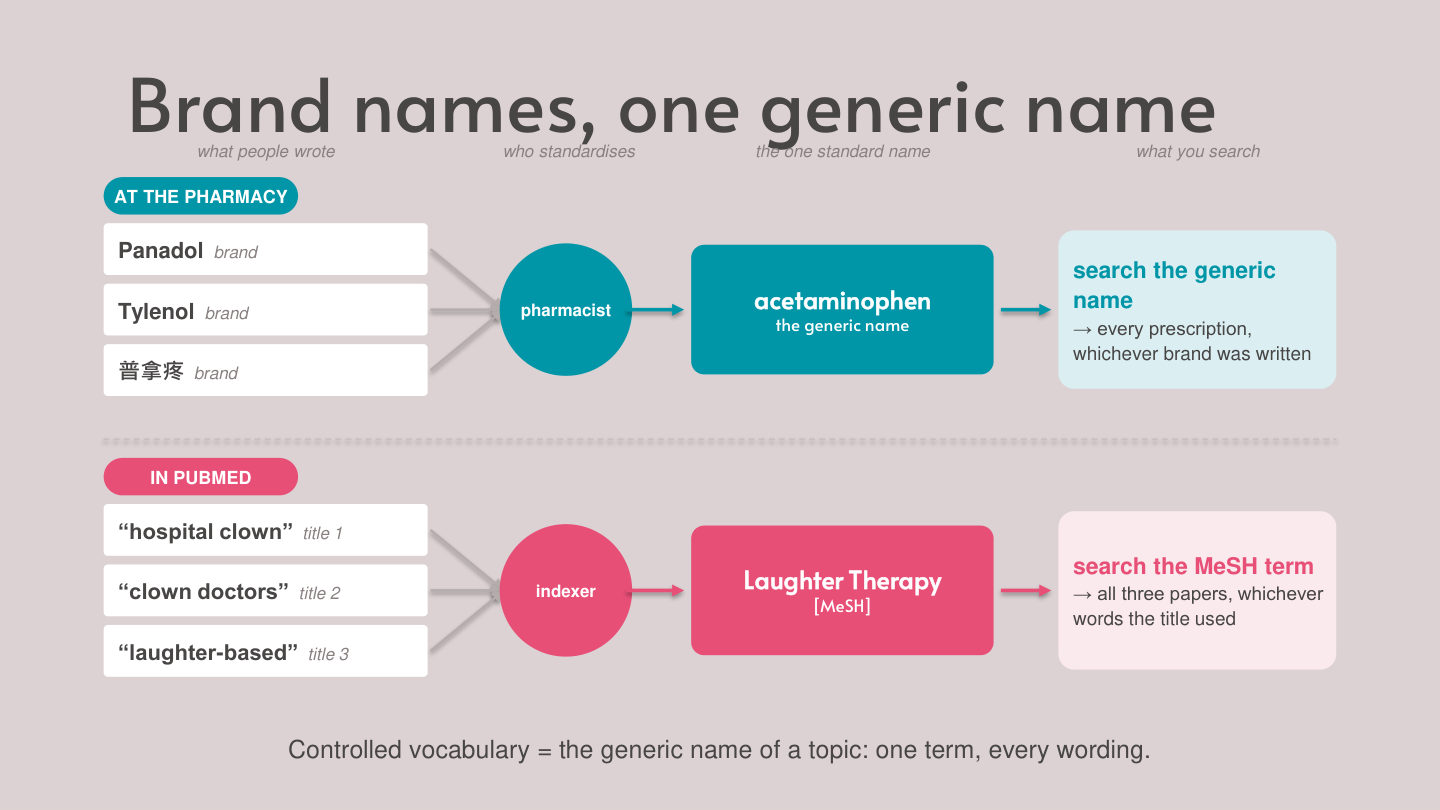 Brand names, one generic name
what people wrote
who standardises
the one standard name
what you search
AT THE PHARMACY
Panadol brand
Tylenol brand
普拿疼 brand
pharmacist
acetaminophen
the generic name
search the generic
name
→ every prescription,
whichever brand was written
IN PUBMED
“hospital clown” title 1
“clown doctors” title 2
“laughter-based” title 3
indexer
Laughter Therapy
[MeSH]
search the MeSH term
→ all three papers, whichever
words the title used
Controlled vocabulary = the generic name of a topic: one term, every wording.